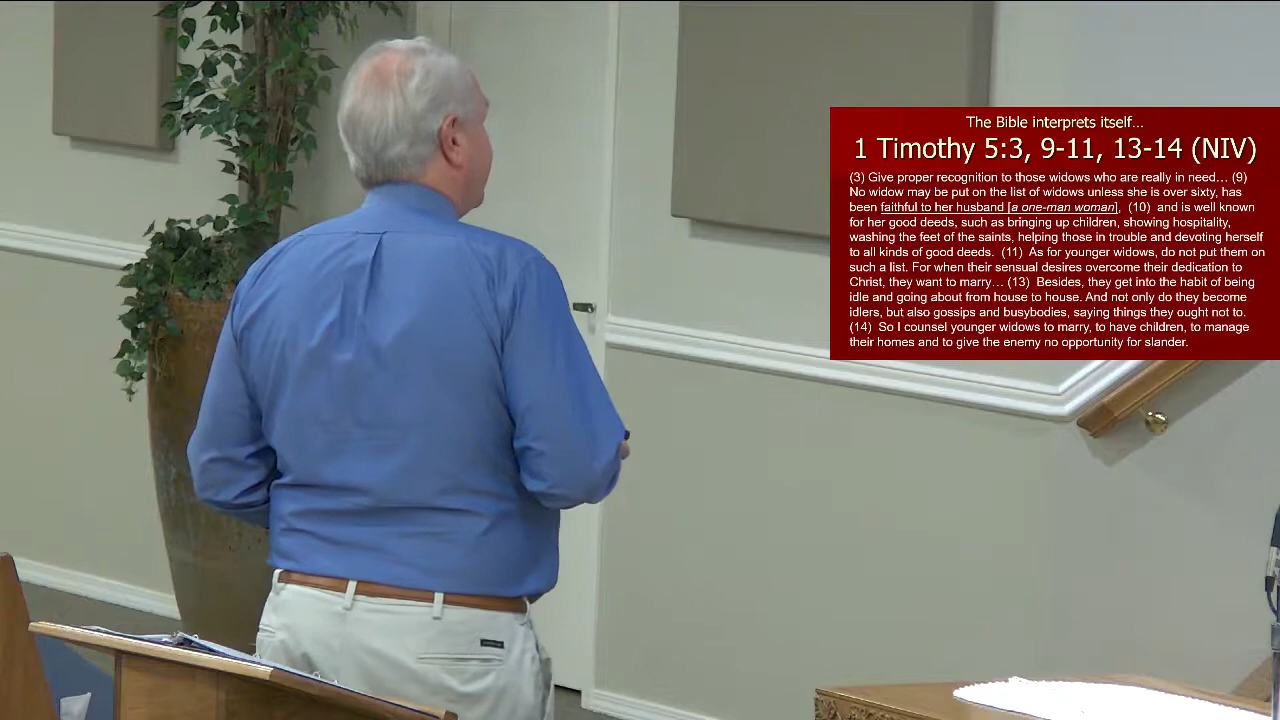 The Bible interprets itself…
1 Timothy 5:3, 9-11, 13-14 (NIV)
(3) Give proper recognition to those widows who are really in need… (9)
No widow may be put on the list of widows unless she is over sixty, has
been faithful to her husband [a one-man woman], (10) and is well known
for her good deeds, such as bringing up children, showing hospitality,
washing the feet of the saints, helping those in trouble and devoting herself
to all kinds of good deeds. (11) As for younger widows, do not put them on
such a list. For when their sensual desires overcome their dedication to
Christ, they want to marry… (13) Besides, they get into the habit of being
idle and going about from house to house. And not only do they become
idlers, but also gossips and busybodies, saying things they ought not to.
(14) So I counsel younger widows to marry, to have children, to manage
their homes and to give the enemy no opportunity for slander.